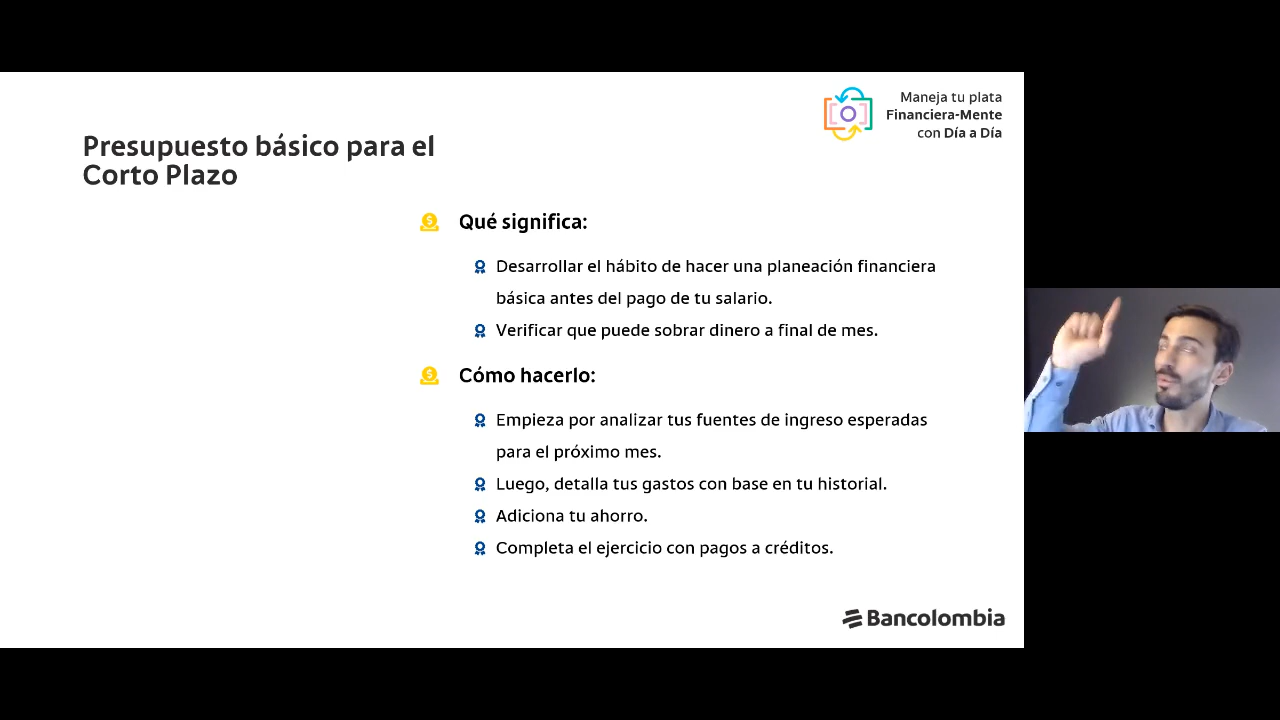 Maneja tu plata
Financiera-Mente
con Día a Día
Presupuesto básico para el
Corto Plazo
Qué significa:
Desarrollar el hábito de hacer una planeación financiera
básica antes del pago de tu salario.
Verificar que puede sobrar dinero a final de mes.
Cómo hacerlo:
Empieza por analizar tus fuentes de ingreso esperadas
para el próximo mes.
Luego, detalla tus gastos con base en tu historial.
Adiciona tu ahorro.
Completa el ejercicio con pagos a créditos.
Bancolombia